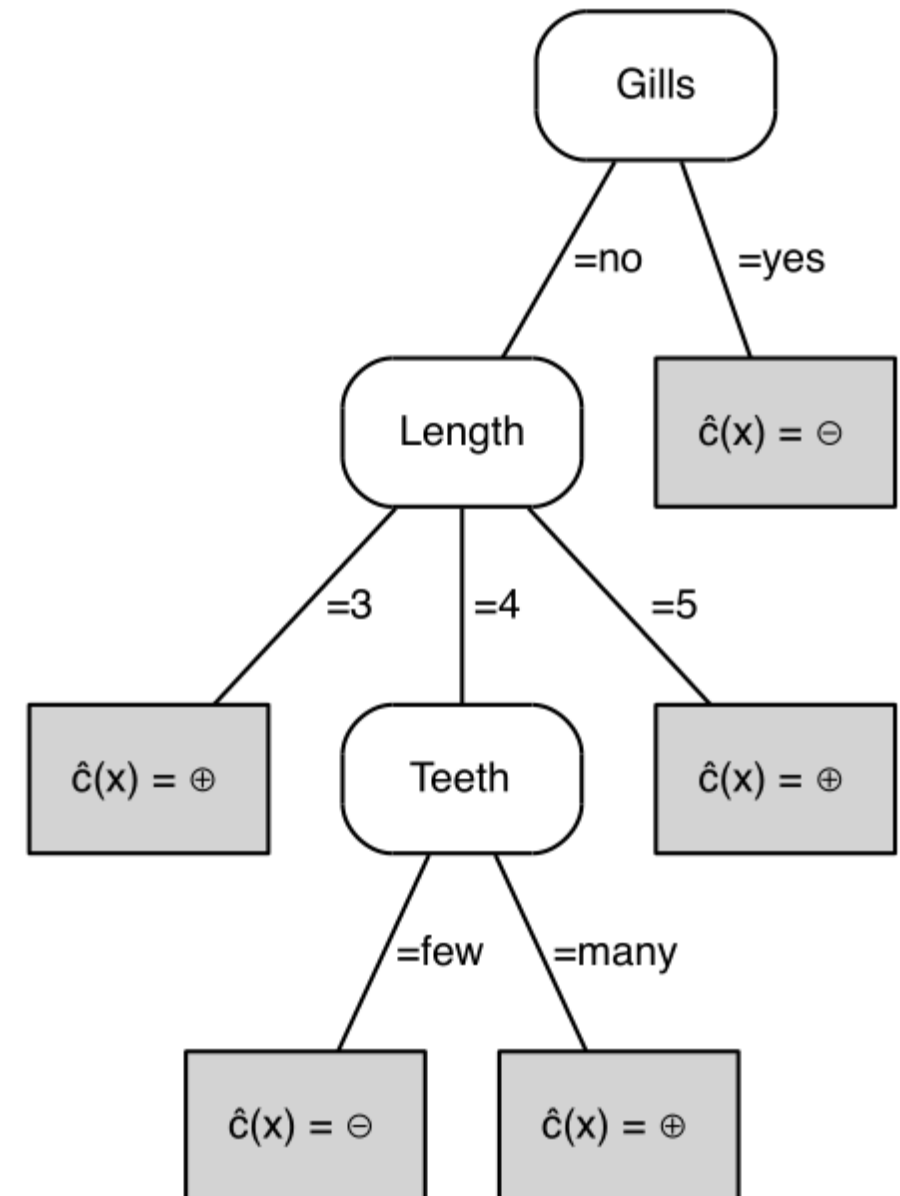 Gills
=no
=yes
Length
ĉ(x) = ⊖
=3
=4
=5
ĉ(x) = ⊕
Teeth
ĉ(x) = ⊕
=few
=many
ĉ(x) = ⊖
ĉ(x) = ⊕